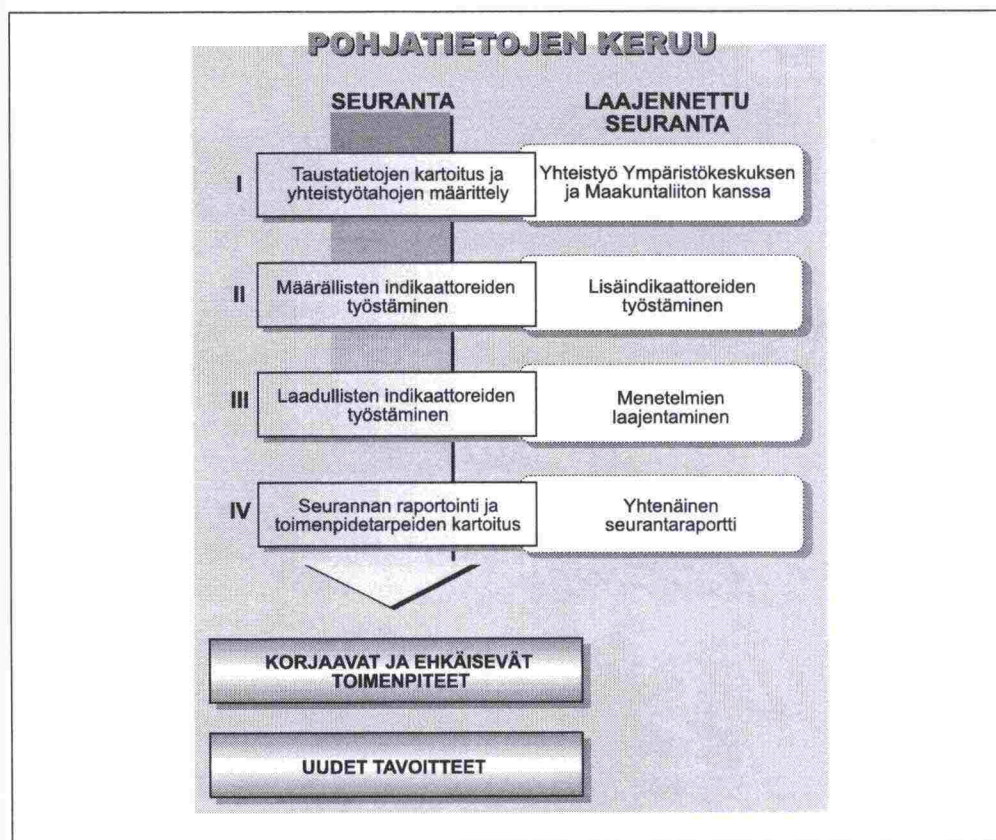 POHJATIETOJEN KERUU
SEURANTA
LAAJENNETTU
SEURANTA
I
Taustatietojen kartoitus ja
yhteistyötahojen määrittely
Yhteistyö Ympäristökeskuksen
ja Maakuntaliiton kanssa
II
Määrällisten indikaattoreiden
työstäminen
Lisäindikaattoreiden
työstäminen
III
Laadullisten indikaattoreiden
työstäminen
Menetelmien
laajentaminen
IV
Seurannan raportointi ja
toimenpidetarpeiden kartoitus
Yhtenäinen
seurantaraportti
KORJAAVAT JA EHKÄISEVÄT
TOIMENPITEET
UUDET TAVOITTEET